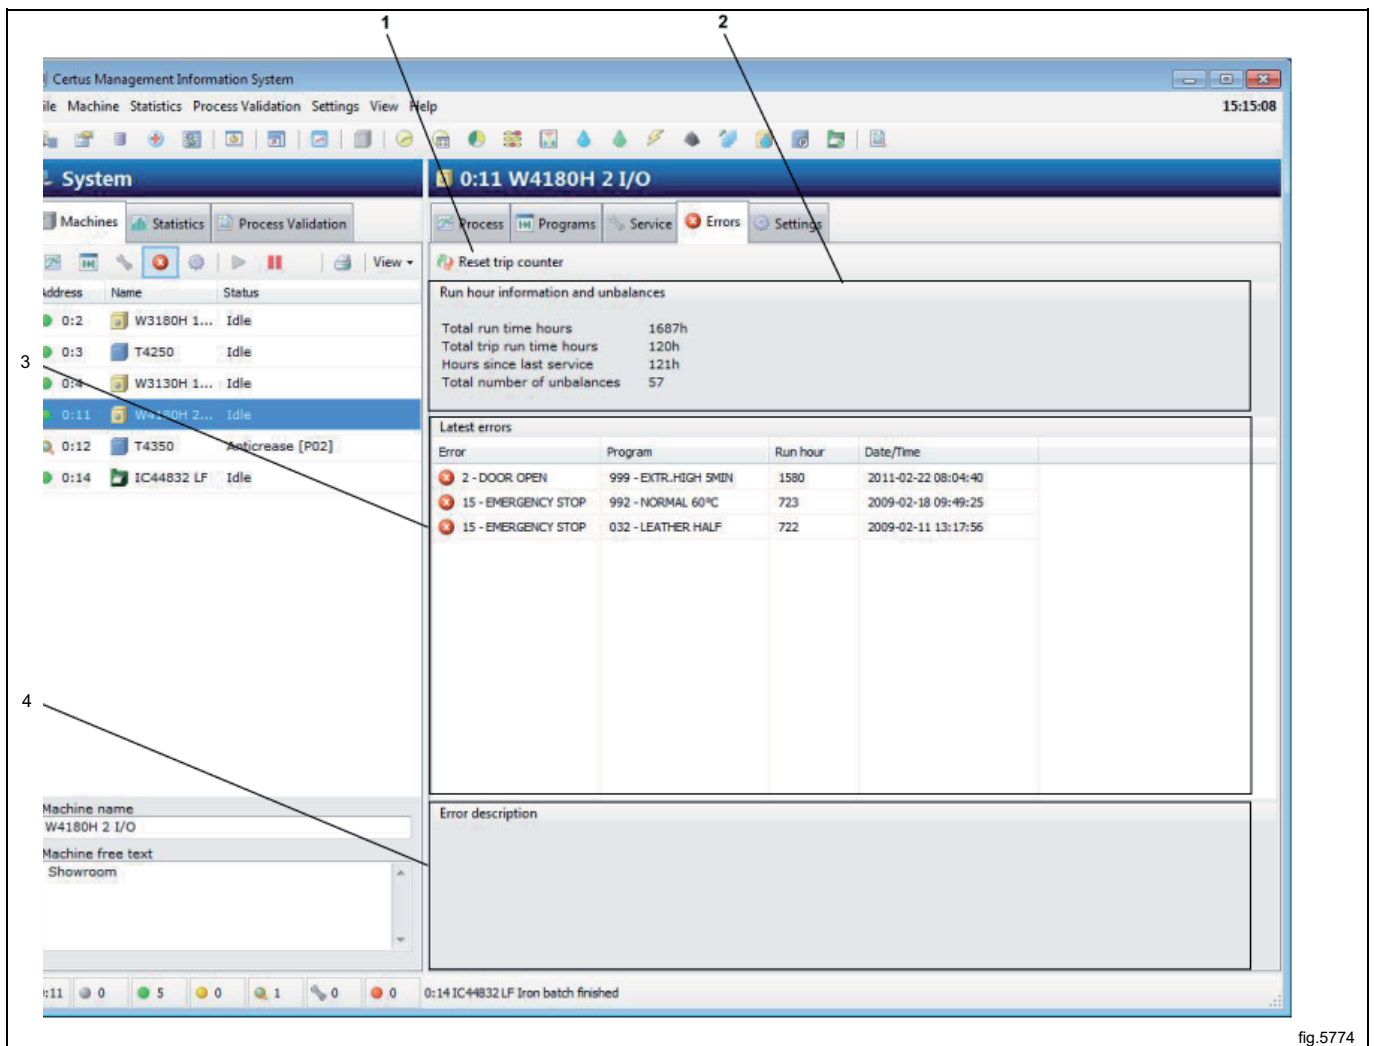 1 2
Certus Management Information System
ile Machine Statistics Process Validation Settings View Help 15:15:08
System
0:11 W4180H 2 I/O
Machines Statistics Process Validation
Process Programs Service Errors Settings
View
Reset trip counter
Address Name Status
0:2 W3180H 1... Idle
0:3 T4250 Idle
0:4 W3130H 1... Idle
0:11 W4180H 2... Idle
0:12 T4350 Anticrease [P02]
0:14 IC44832 LF Idle
Run hour information and unbalances
Total run time hours 1687h
Total trip run time hours 120h
Hours since last service 121h
Total number of unbalances 57
3
Latest errors
Error Program Run hour Date/Time
2 - DOOR OPEN 999 - EXTR.HIGH 5MIN 1580 2011-02-22 08:04:40
15 - EMERGENCY STOP 992 - NORMAL 60°C 723 2009-02-18 09:49:25
15 - EMERGENCY STOP 032 - LEATHER HALF 722 2009-02-11 13:17:56
4
Machine name
W4180H 2 I/O
Machine free text
Showroom
Error description
:11 0 5 0 1 0 0 0:14 IC44832 LF Iron batch finished
fig.5774